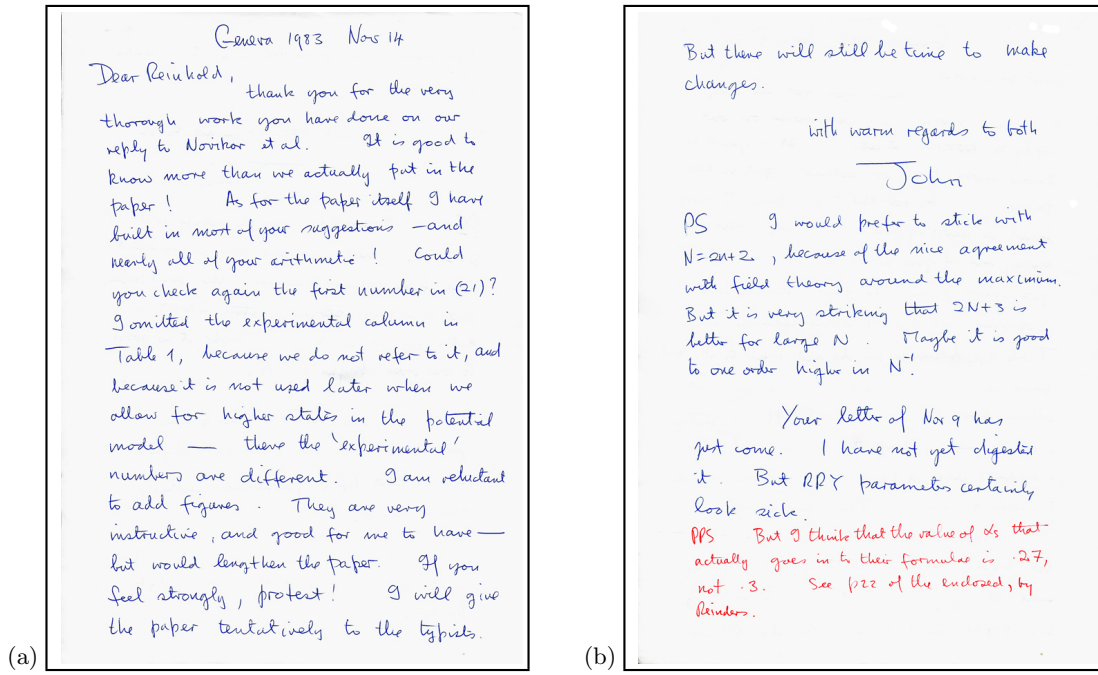 Geneva 1983 Nov 14
Dear Reinhold,
thank you for the very
thorough work you have done on our
reply to Novikov et al. It is good to
know more than we actually put in the
paper! As for the paper itself I have
built in most of your suggestions — and
nearly all of your arithmetic! Could
you check again the first number in (21)?
I omitted the experimental column in
Table 1, because we do not refer to it, and
because it is not used later when we
allow for higher states in the potential
model — there the 'experimental'
numbers are different. I am reluctant
to add figures. They are very
instructive, and good for me to have —
but would lengthen the paper. If you
feel strongly, protest! I will give
the paper tentatively to the typists.
(a)
But there will still be time to make
changes.
with warm regards to both
John
PS I would prefer to stick with
N=2n+2, because of the nice agreement
with field theory around the maximum.
But it is very striking that 2N+3 is
better for large N. Maybe it is good
to one order higher in N⁻¹!
Your letter of Nov 9 has
just come. I have not yet digested
it. But RRY parameters certainly
look sick.
PPS But I think that the value of αs that
actually goes in to their formulae is .27,
not .3. See p22 of the enclosed, by
Reinders.
(b)